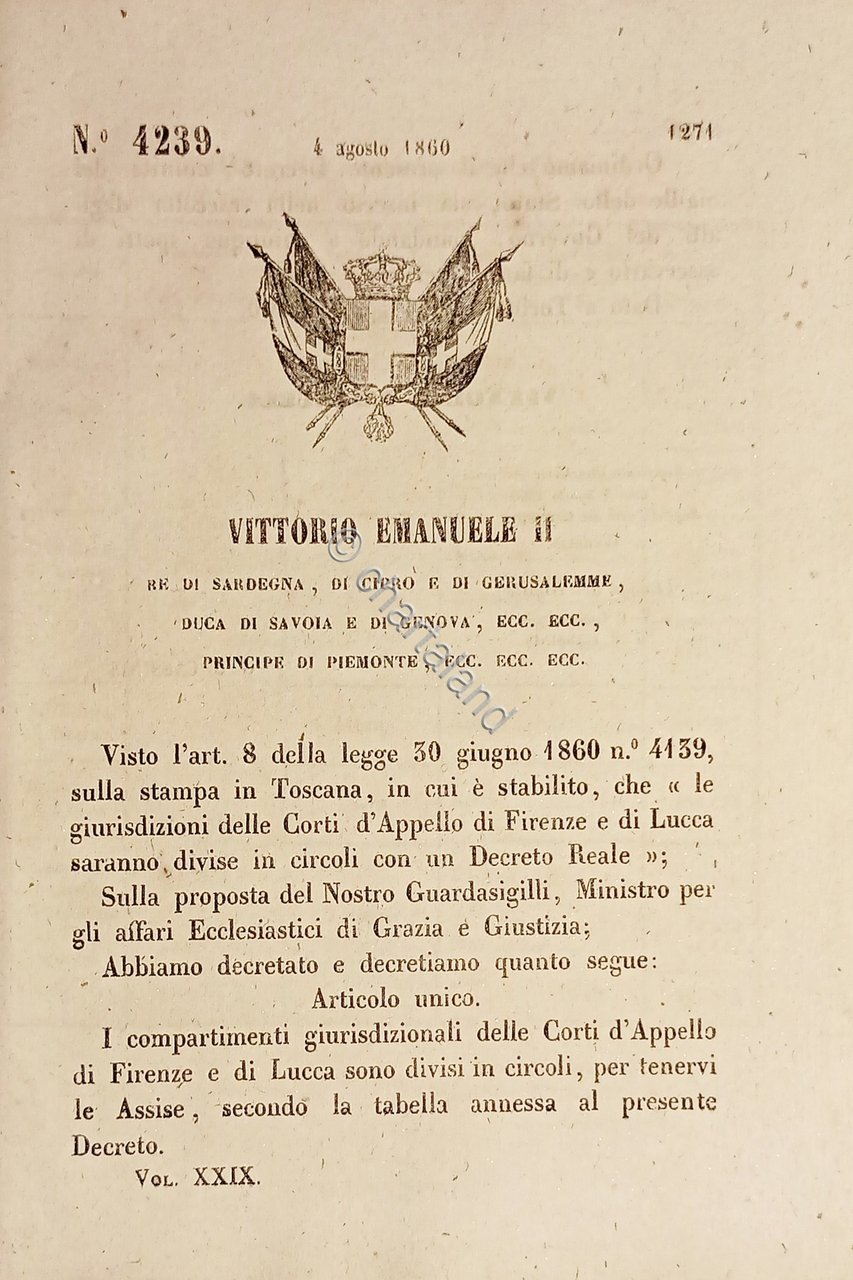 N.º 4239.
4 agosto 1860
1271
VITTORIO EMANUELE II
RE DI SARDEGNA, DI CIPRO E DI GERUSALEMME,
DUCA DI SAVOIA E DI GENOVA, ECC. ECC.,
PRINCIPE DI PIEMONTE, ECC. ECC. ECC.
© chartaland
Visto l'art. 8 della legge 30 giugno 1860 n.º 4139,
sulla stampa in Toscana, in cui è stabilito, che « le
giurisdizioni delle Corti d'Appello di Firenze e di Lucca
saranno divise in circoli con un Decreto Reale »;
Sulla proposta del Nostro Guardasigilli, Ministro per
gli affari Ecclesiastici di Grazia e Giustizia;
Abbiamo decretato e decretiamo quanto segue:
Articolo unico.
I compartimenti giurisdizionali delle Corti d'Appello
di Firenze e di Lucca sono divisi in circoli, per tenervi
le Assise, secondo la tabella annessa al presente
Decreto.
VOL. XXIX.